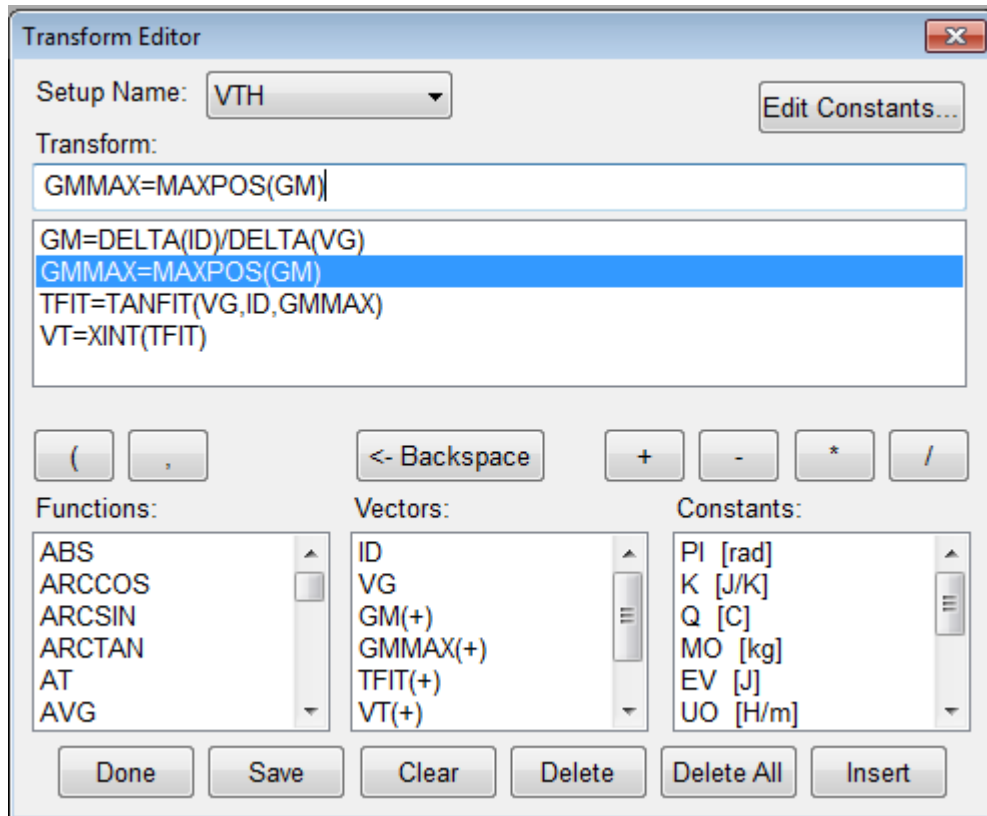 Transform Editor
Setup Name: VTH
Edit Constants...
Transform:
GMMAX=MAXPOS(GM)
GM=DELTA(ID)/DELTA(VG)
GMMAX=MAXPOS(GM)
TFIT=TANFIT(VG,ID,GMMAX)
VT=XINT(TFIT)
( , <- Backspace + - * /
Functions:
ABS
ARCCOS
ARCSIN
ARCTAN
AT
AVG
Vectors:
ID
VG
GM(+)
GMMAX(+)
TFIT(+)
VT(+)
Constants:
PI [rad]
K [J/K]
Q [C]
MO [kg]
EV [J]
UO [H/m]
Done Save Clear Delete Delete All Insert